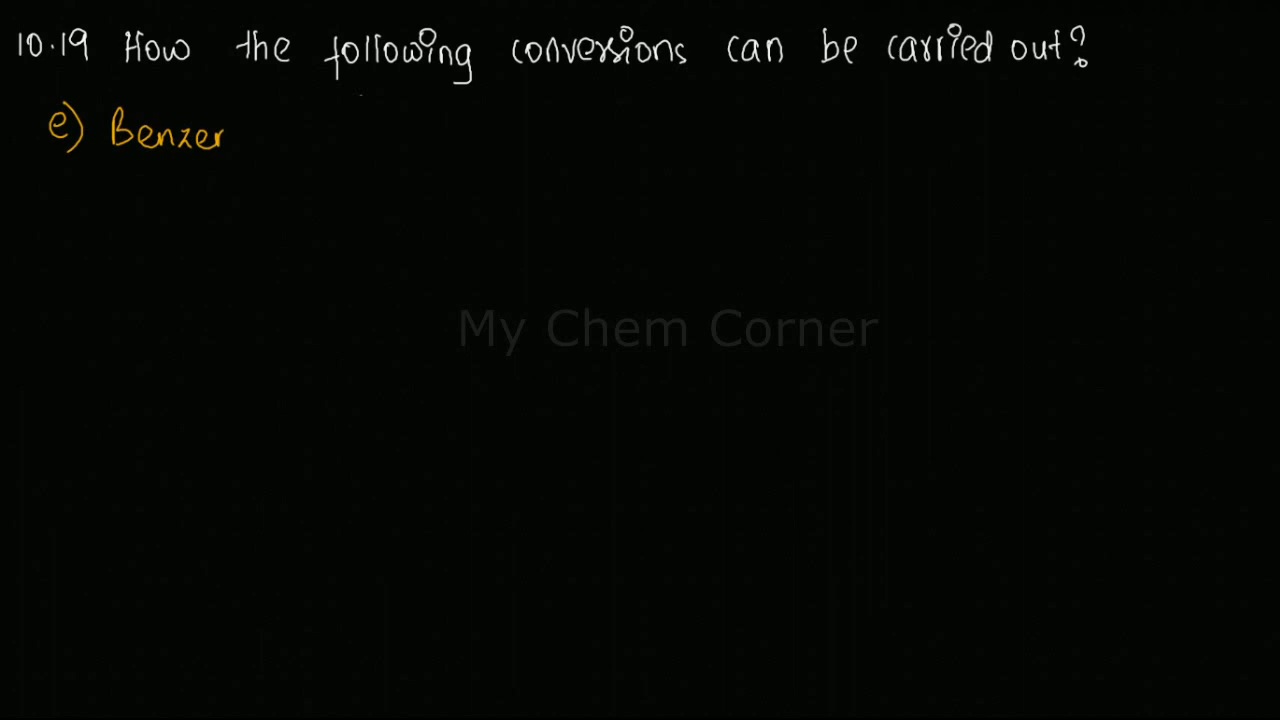 10.19 How the following conversions can be carried out?
e) Benzer
My Chem Corner